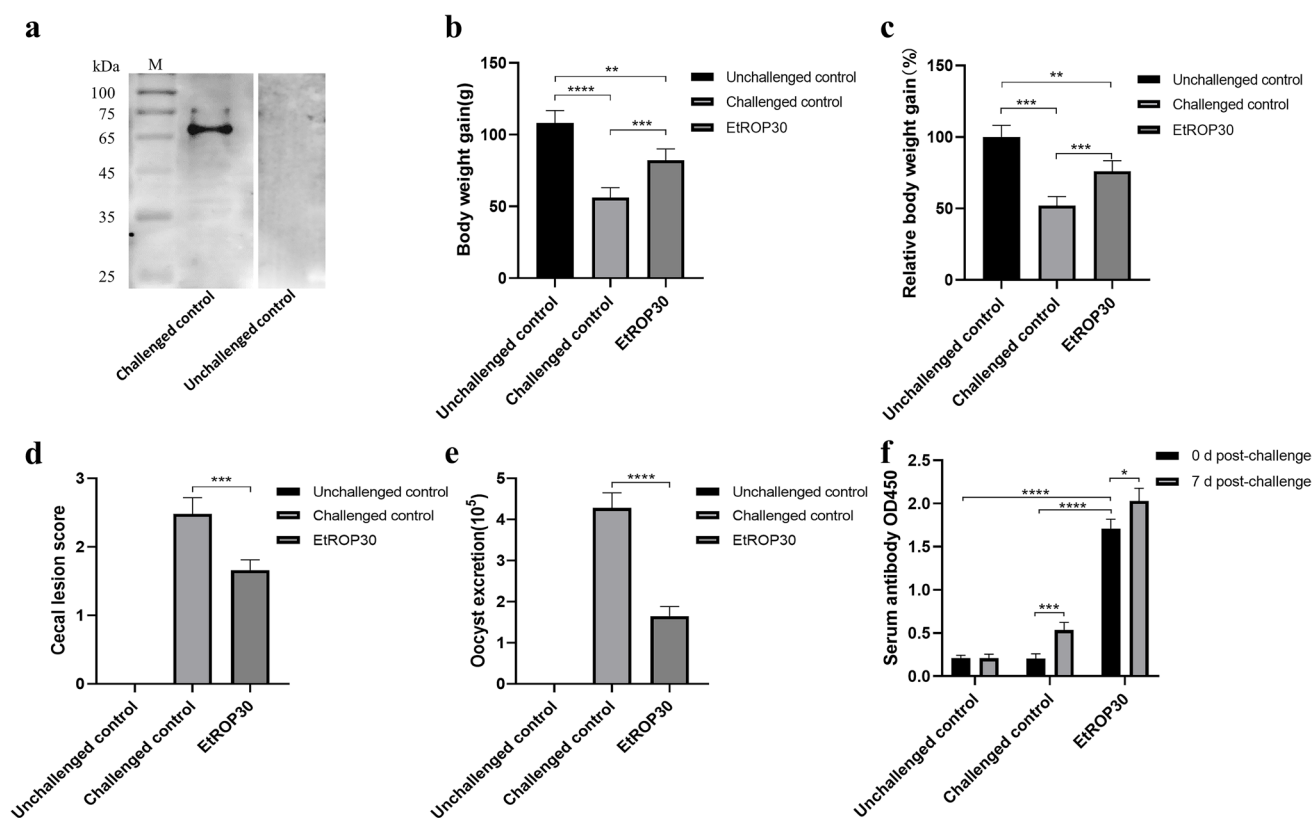 a
kDa
M
100
75
65
45
35
25
Challenged control
Unchallenged control
b
Body weight gain(g)
150
100
50
0
**
****
***
Unchallenged control
Challenged control
EtROP30
Unchallenged control
Challenged control
EtROP30
c
Relative body weight gain(%)
150
100
50
0
**
***
***
Unchallenged control
Challenged control
EtROP30
Unchallenged control
Challenged control
EtROP30
d
Cecal lesion score
3
2
1
0
***
Unchallenged control
Challenged control
EtROP30
Unchallenged control
Challenged control
EtROP30
e
Oocyst excretion(10⁵)
5
4
3
2
1
0
****
Unchallenged control
Challenged control
EtROP30
Unchallenged control
Challenged control
EtROP30
f
Serum antibody OD450
2.5
2.0
1.5
1.0
0.5
0.0
****
****
***
*
0 d post-challenge
7 d post-challenge
Unchallenged control
Challenged control
EtROP30